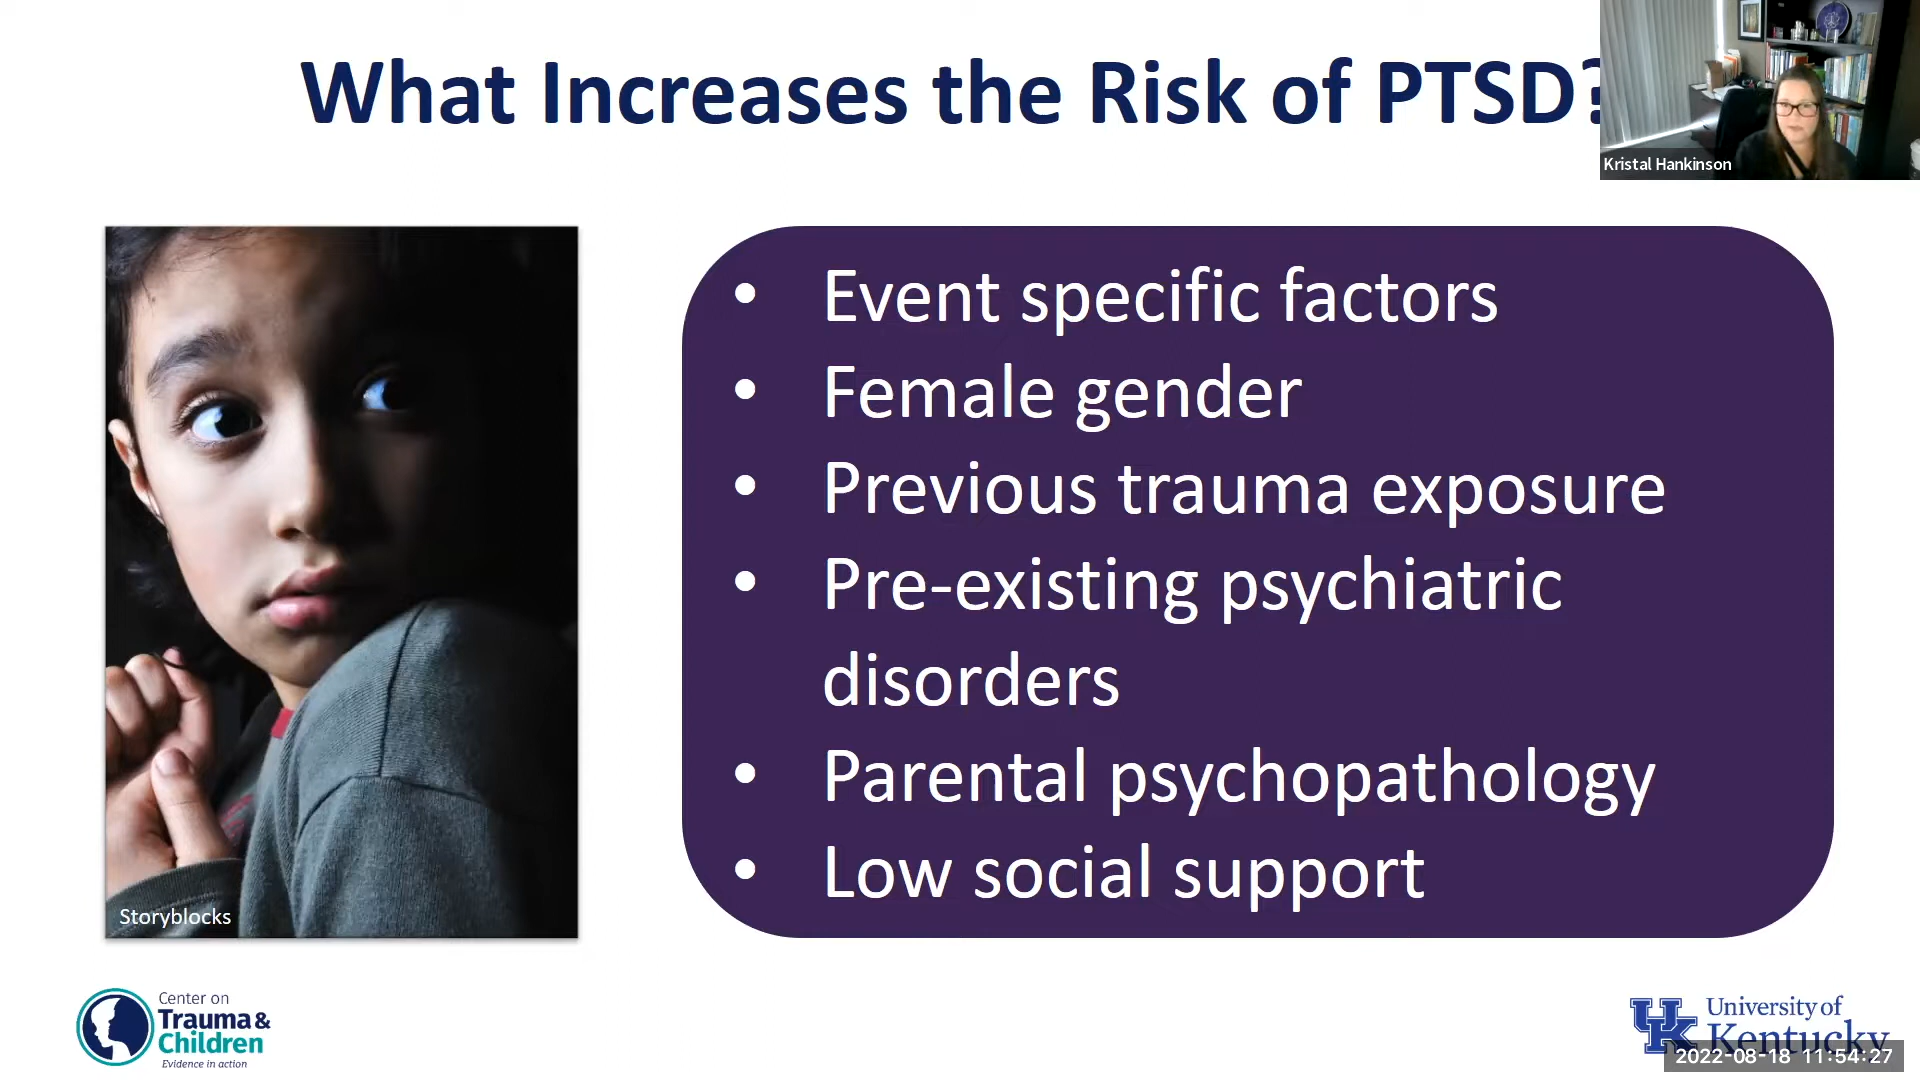 What Increases the Risk of PTSD?
Kristal Hankinson
• Event specific factors
• Female gender
• Previous trauma exposure
• Pre-existing psychiatric
disorders
• Parental psychopathology
• Low social support
Storyblocks
Center on
Trauma &
Children
Evidence in action
UK
University of
Kentucky
2022-08-18 11:54:27